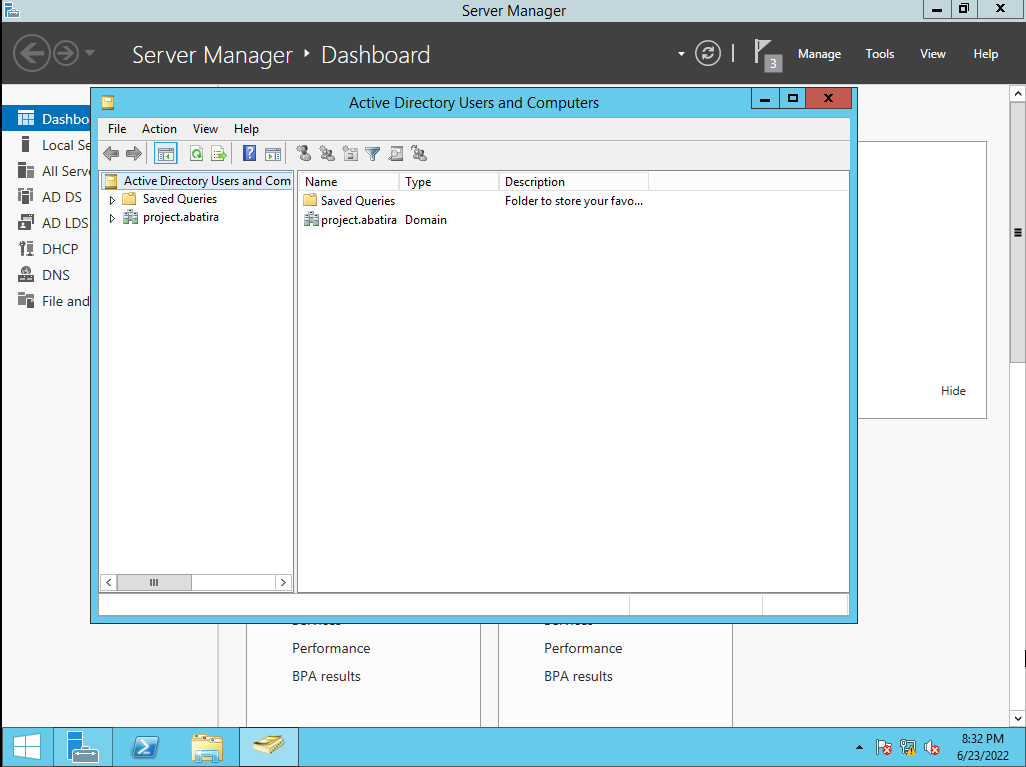 Server Manager
Server Manager ‣ Dashboard
3
Manage
Tools
View
Help
Dashbo
Local Se
All Serv
AD DS
AD LDS
DHCP
DNS
File and
Active Directory Users and Computers
File Action View Help
Active Directory Users and Com
Saved Queries
project.abatira
Name Type Description
Saved Queries Folder to store your favo...
project.abatira Domain
Hide
Performance
BPA results
Performance
BPA results
8:32 PM
6/23/2022